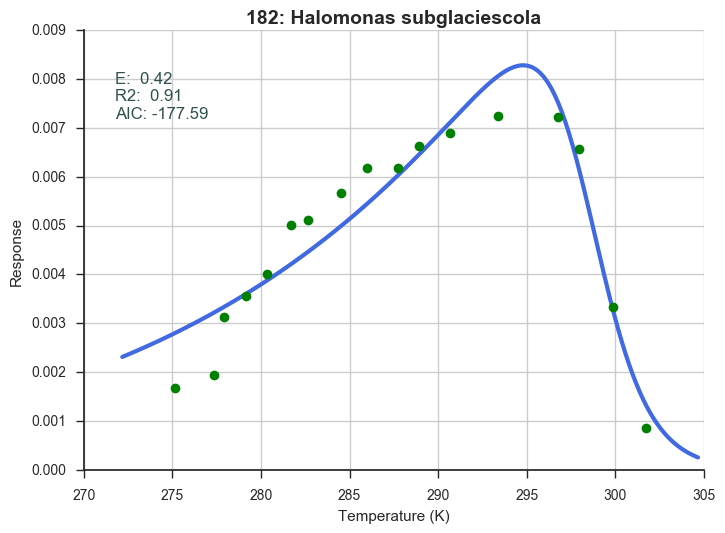 182: Halomonas subglaciescola
E:  0.42
R2:  0.91
AIC: -177.59
Response
0.009
0.008
0.007
0.006
0.005
0.004
0.003
0.002
0.001
0.000
270 275 280 285 290 295 300 305
Temperature (K)